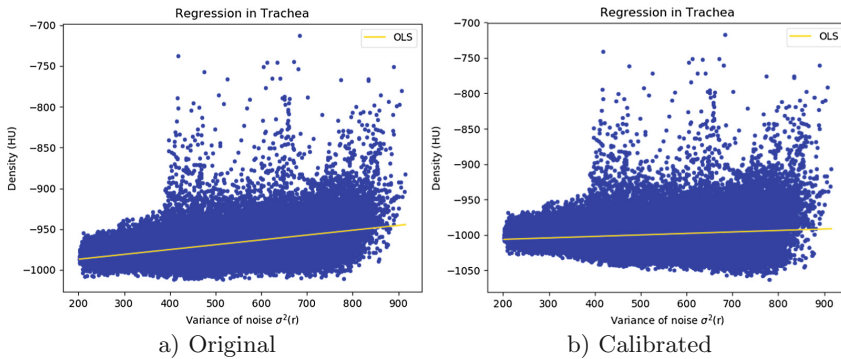 Regression in Trachea
OLS
−700
−750
−800
−850
−900
−950
−1000
Density (HU)
200 300 400 500 600 700 800 900
Variance of noise σ²(r)
a) Original
Regression in Trachea
OLS
−700
−750
−800
−850
−900
−950
−1000
−1050
Density (HU)
200 300 400 500 600 700 800 900
Variance of noise σ²(r)
b) Calibrated